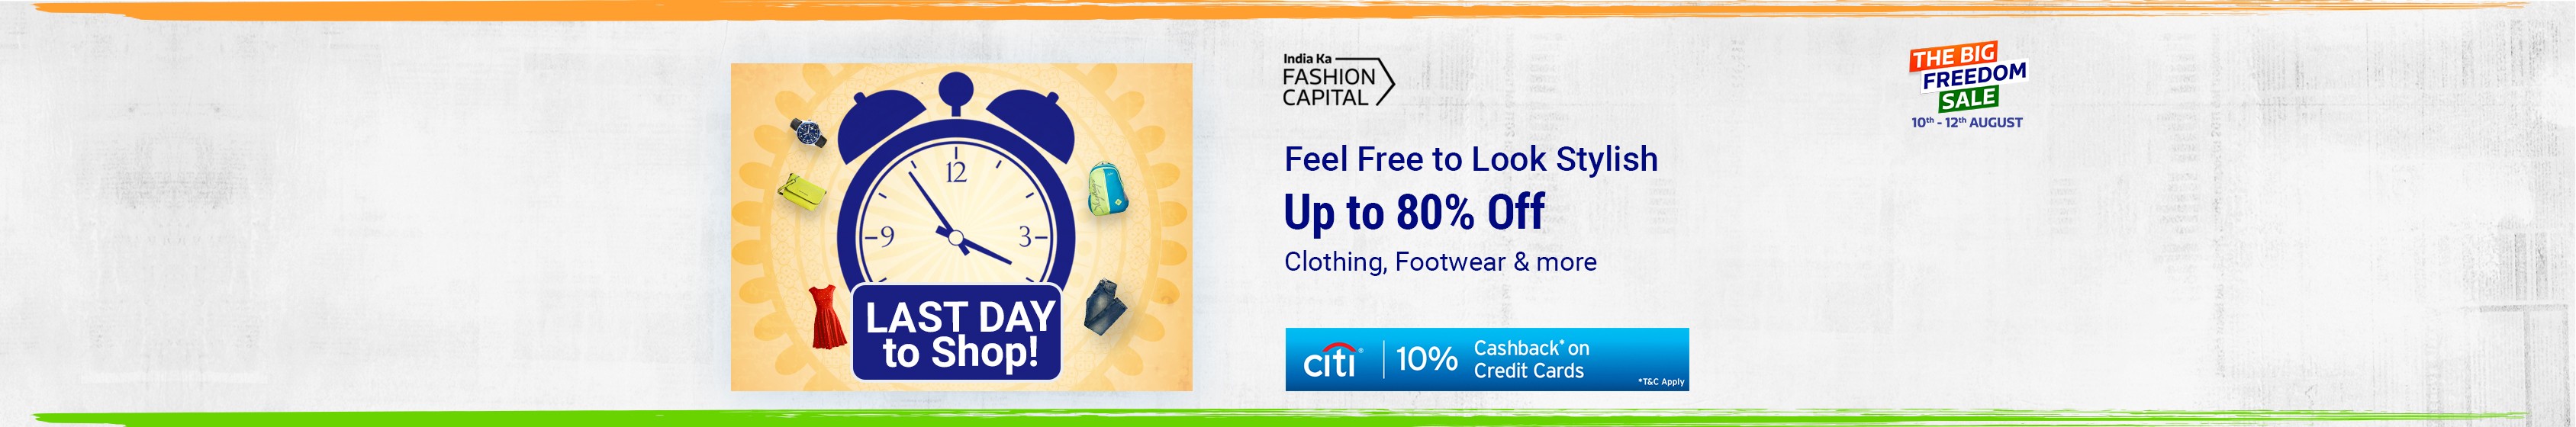 12
9
3
LAST DAY
to Shop!
India Ka
FASHION
CAPITAL
Feel Free to Look Stylish
Up to 80% Off
Clothing, Footwear & more
citi® 10% Cashback* on
Credit Cards
*T&C Apply
THE BIG
FREEDOM
SALE
10th - 12th AUGUST